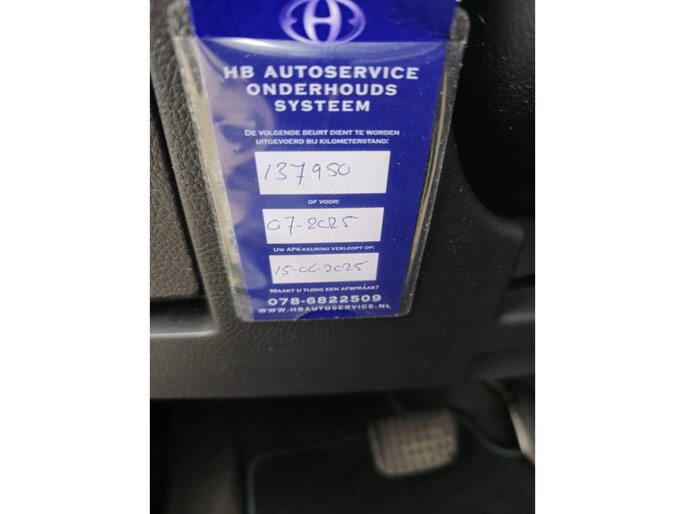 HB AUTOSERVICE
ONDERHOUDS
SYSTEEM
DE VOLGENDE BEURT DIENT TE WORDEN
UITGEVOERD BIJ KILOMETERSTAND:
137950
OF VOOR:
07-2025
UW APK-KEURING VERLOOPT OP:
15-06-2025
MAAKT U TIJDIG EEN AFSPRAAK?
078-6822509
WWW.HBAUTOSERVICE.NL